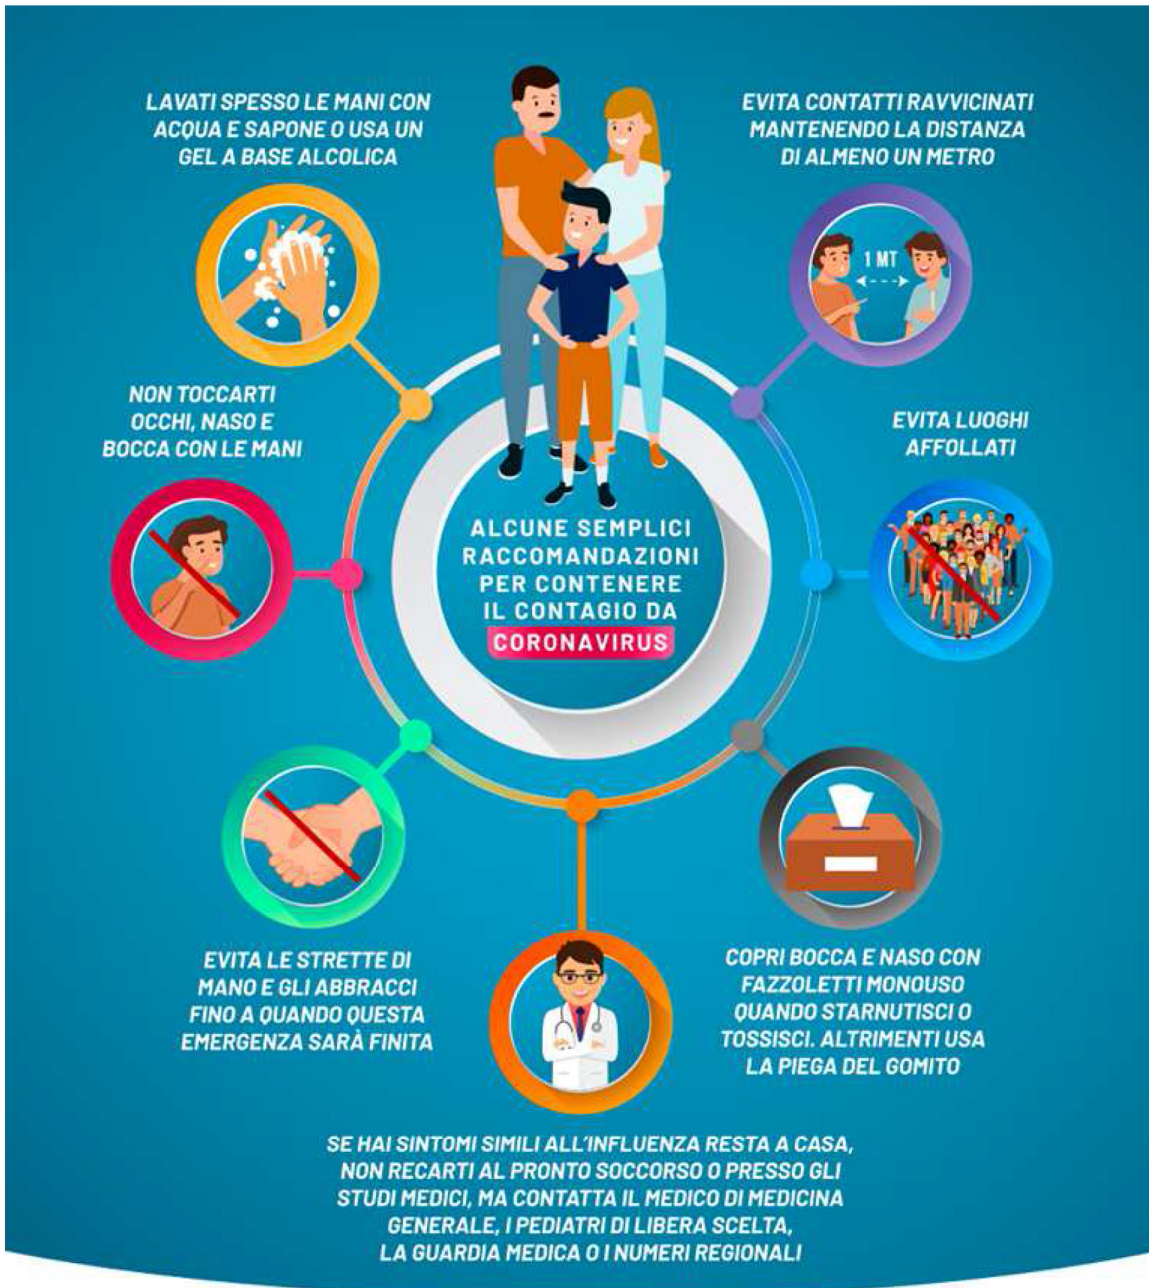 LAVATI SPESSO LE MANI CON
ACQUA E SAPONE O USA UN
GEL A BASE ALCOLICA
EVITA CONTATTI RAVVICINATI
MANTENENDO LA DISTANZA
DI ALMENO UN METRO
1 MT
NON TOCCARTI
OCCHI, NASO E
BOCCA CON LE MANI
EVITA LUOGHI
AFFOLLATI
ALCUNE SEMPLICI
RACCOMANDAZIONI
PER CONTENERE
IL CONTAGIO DA
CORONAVIRUS
EVITA LE STRETTE DI
MANO E GLI ABBRACCI
FINO A QUANDO QUESTA
EMERGENZA SARÀ FINITA
COPRI BOCCA E NASO CON
FAZZOLETTI MONOUSO
QUANDO STARNUTISCI O
TOSSISCI. ALTRIMENTI USA
LA PIEGA DEL GOMITO
SE HAI SINTOMI SIMILI ALL'INFLUENZA RESTA A CASA,
NON RECARTI AL PRONTO SOCCORSO O PRESSO GLI
STUDI MEDICI, MA CONTATTA IL MEDICO DI MEDICINA
GENERALE, I PEDIATRI DI LIBERA SCELTA,
LA GUARDIA MEDICA O I NUMERI REGIONALI